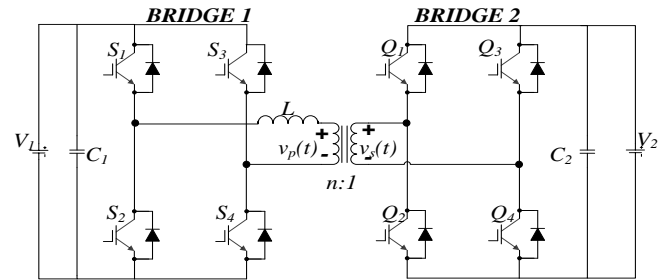 BRIDGE 1 BRIDGE 2
S1 S3 Q1 Q3
L
V1 C1 vp(t) vs(t) C2 V2
n:1
S2 S4 Q2 Q4